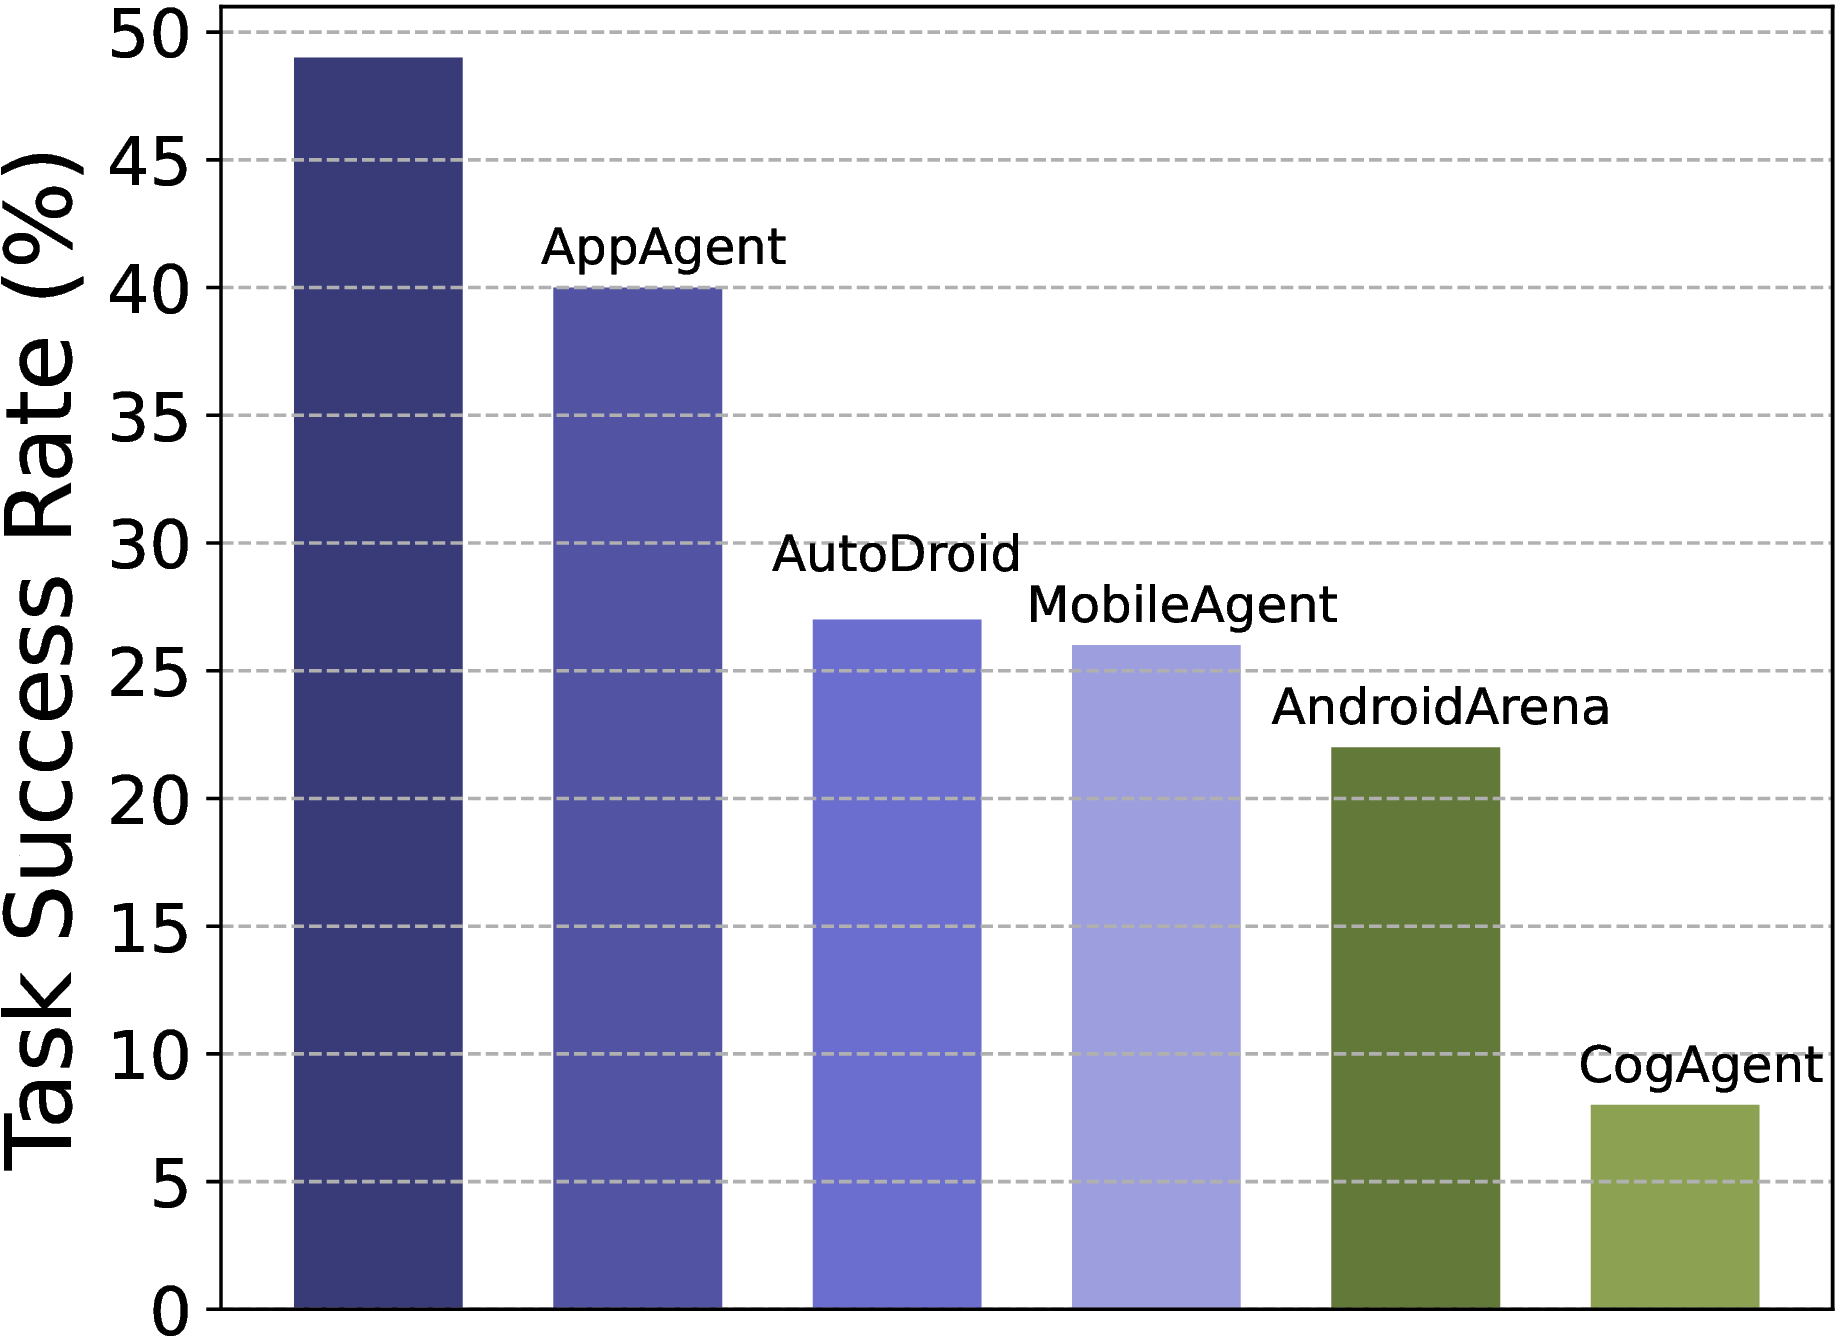 Task Success Rate (%)
50
45
40
35
30
25
20
15
10
5
0
AppAgent
AutoDroid
MobileAgent
AndroidArena
CogAgent